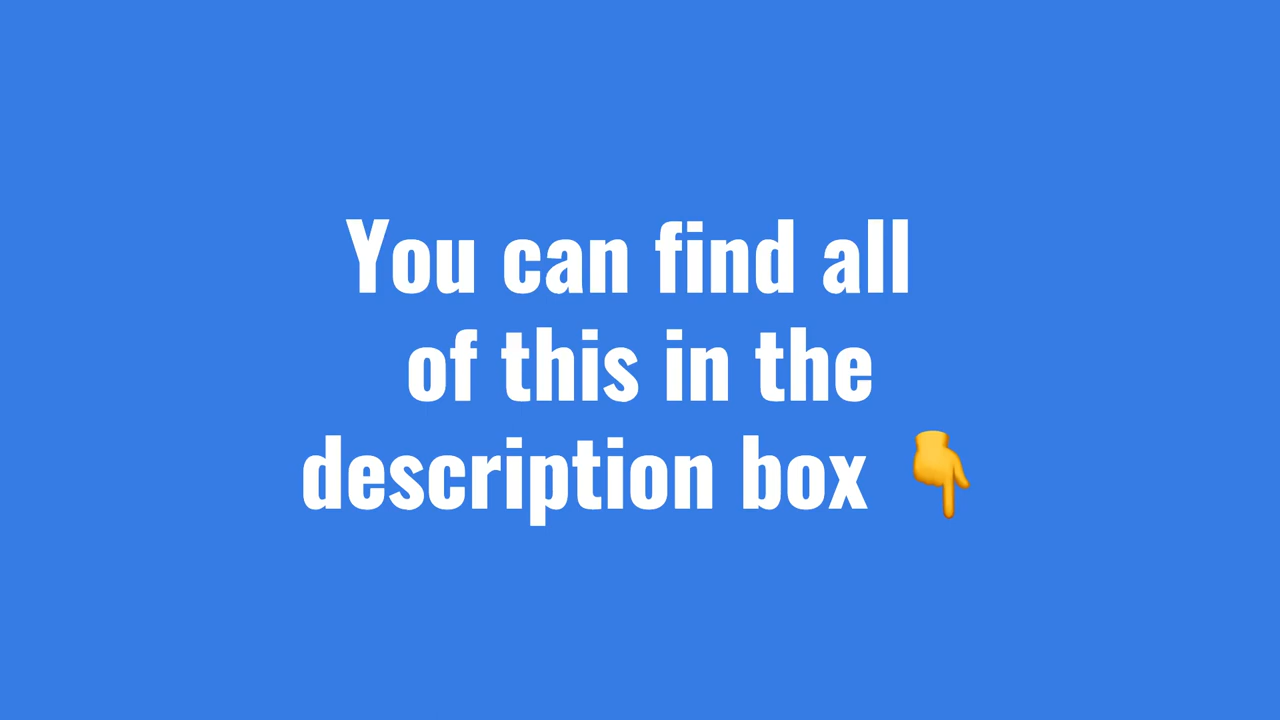 You can find all
of this in the
description box 👇